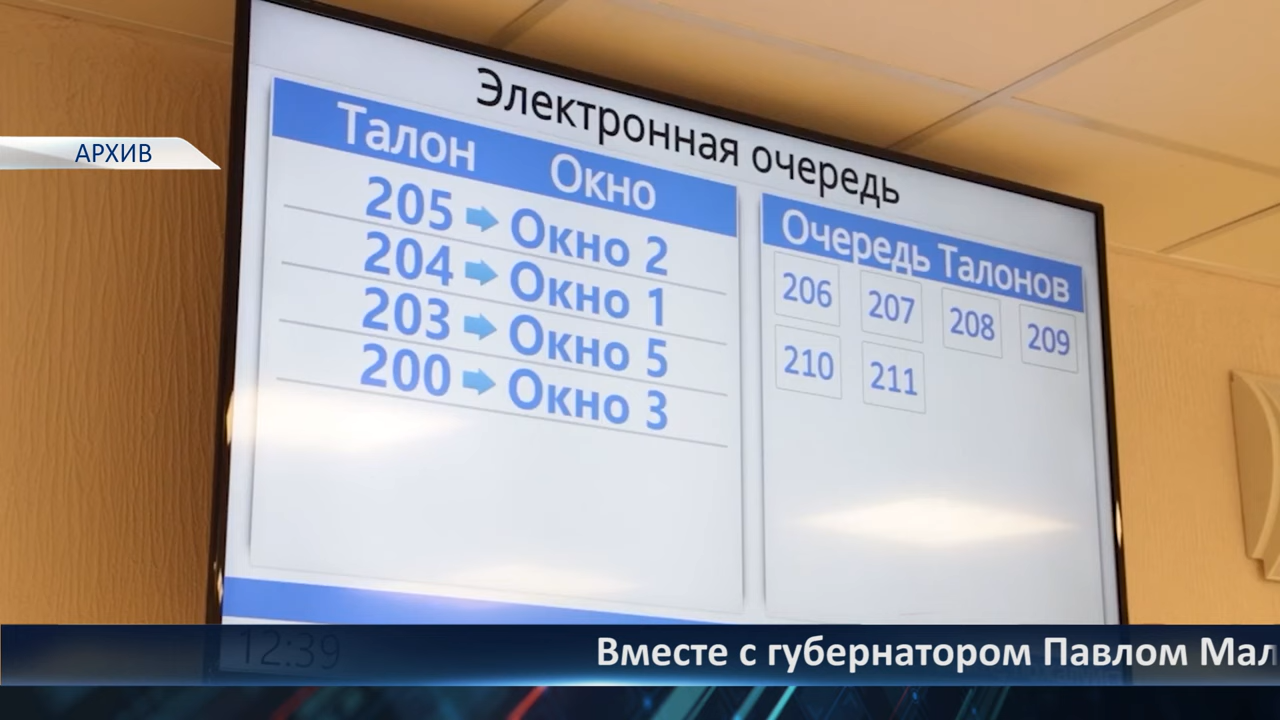 Электронная очередь
АРХИВ
Талон Окно
205 Окно 2
204 Окно 1
203 Окно 5
200 Окно 3
Очередь Талонов
206 207 208 209
210 211
12:39
Вместе с губернатором Павлом Мал